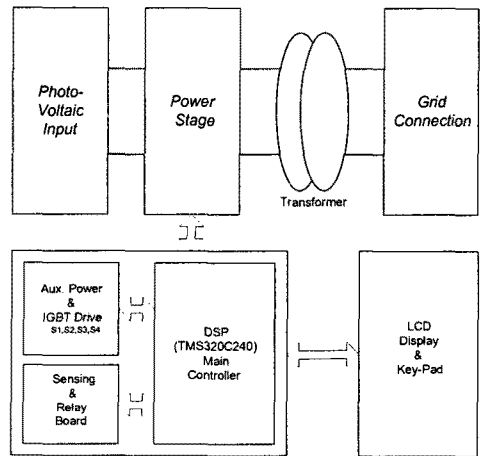 Photo-
Voltaic
Input
Power
Stage
Transformer
Grid
Connection
Aux. Power
&
IGBT Drive
S1,S2,S3,S4
Sensing
&
Relay
Board
DSP
(TMS320C240)
Main
Controller
LCD
Display
&
Key-Pad